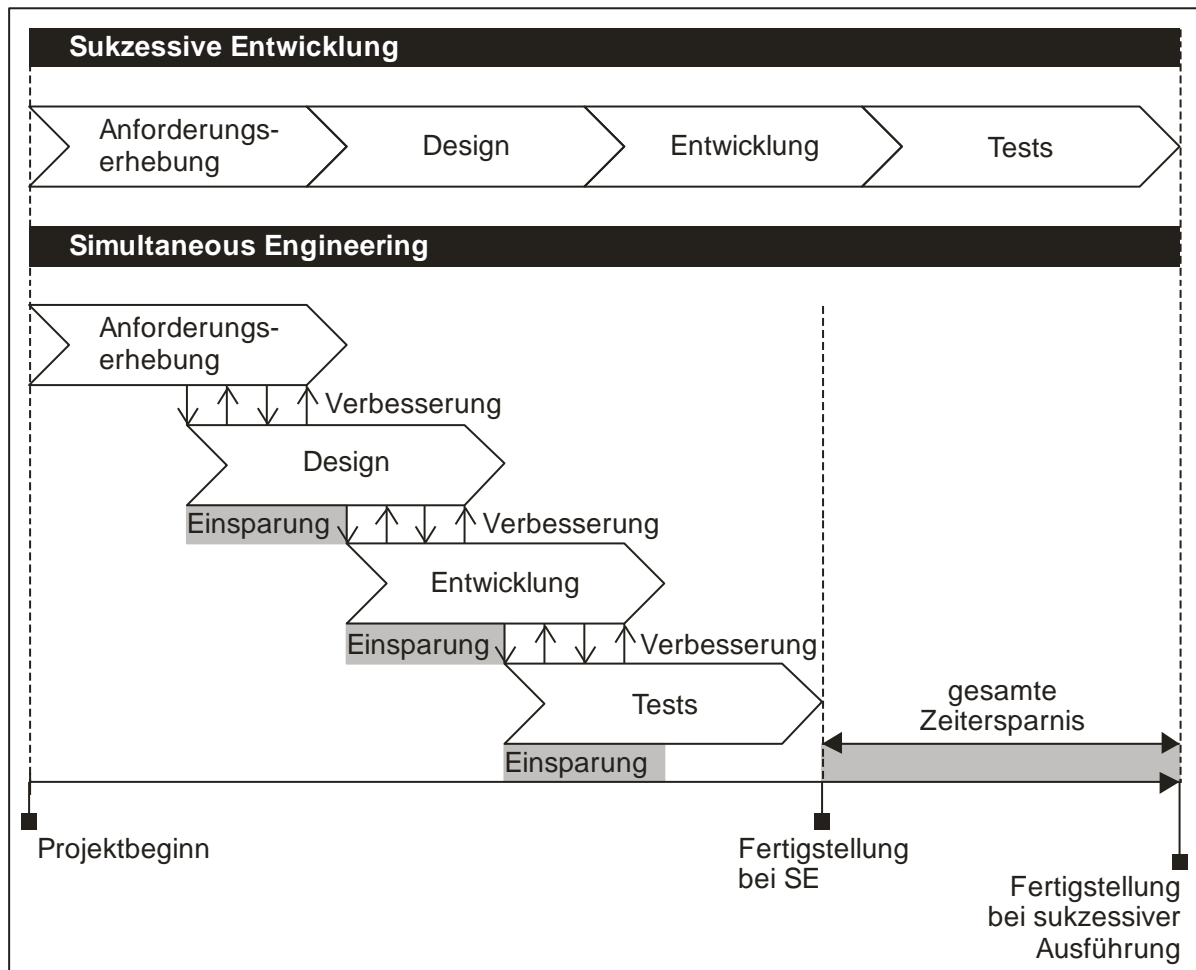 Sukzessive Entwicklung
Anforderungs-
erhebung
Design
Entwicklung
Tests
Simultaneous Engineering
Anforderungs-
erhebung
Verbesserung
Design
Einsparung
Verbesserung
Entwicklung
Einsparung
Verbesserung
Tests
gesamte
Zeitersparnis
Einsparung
Projektbeginn
Fertigstellung
bei SE
Fertigstellung
bei sukzessiver
Ausführung